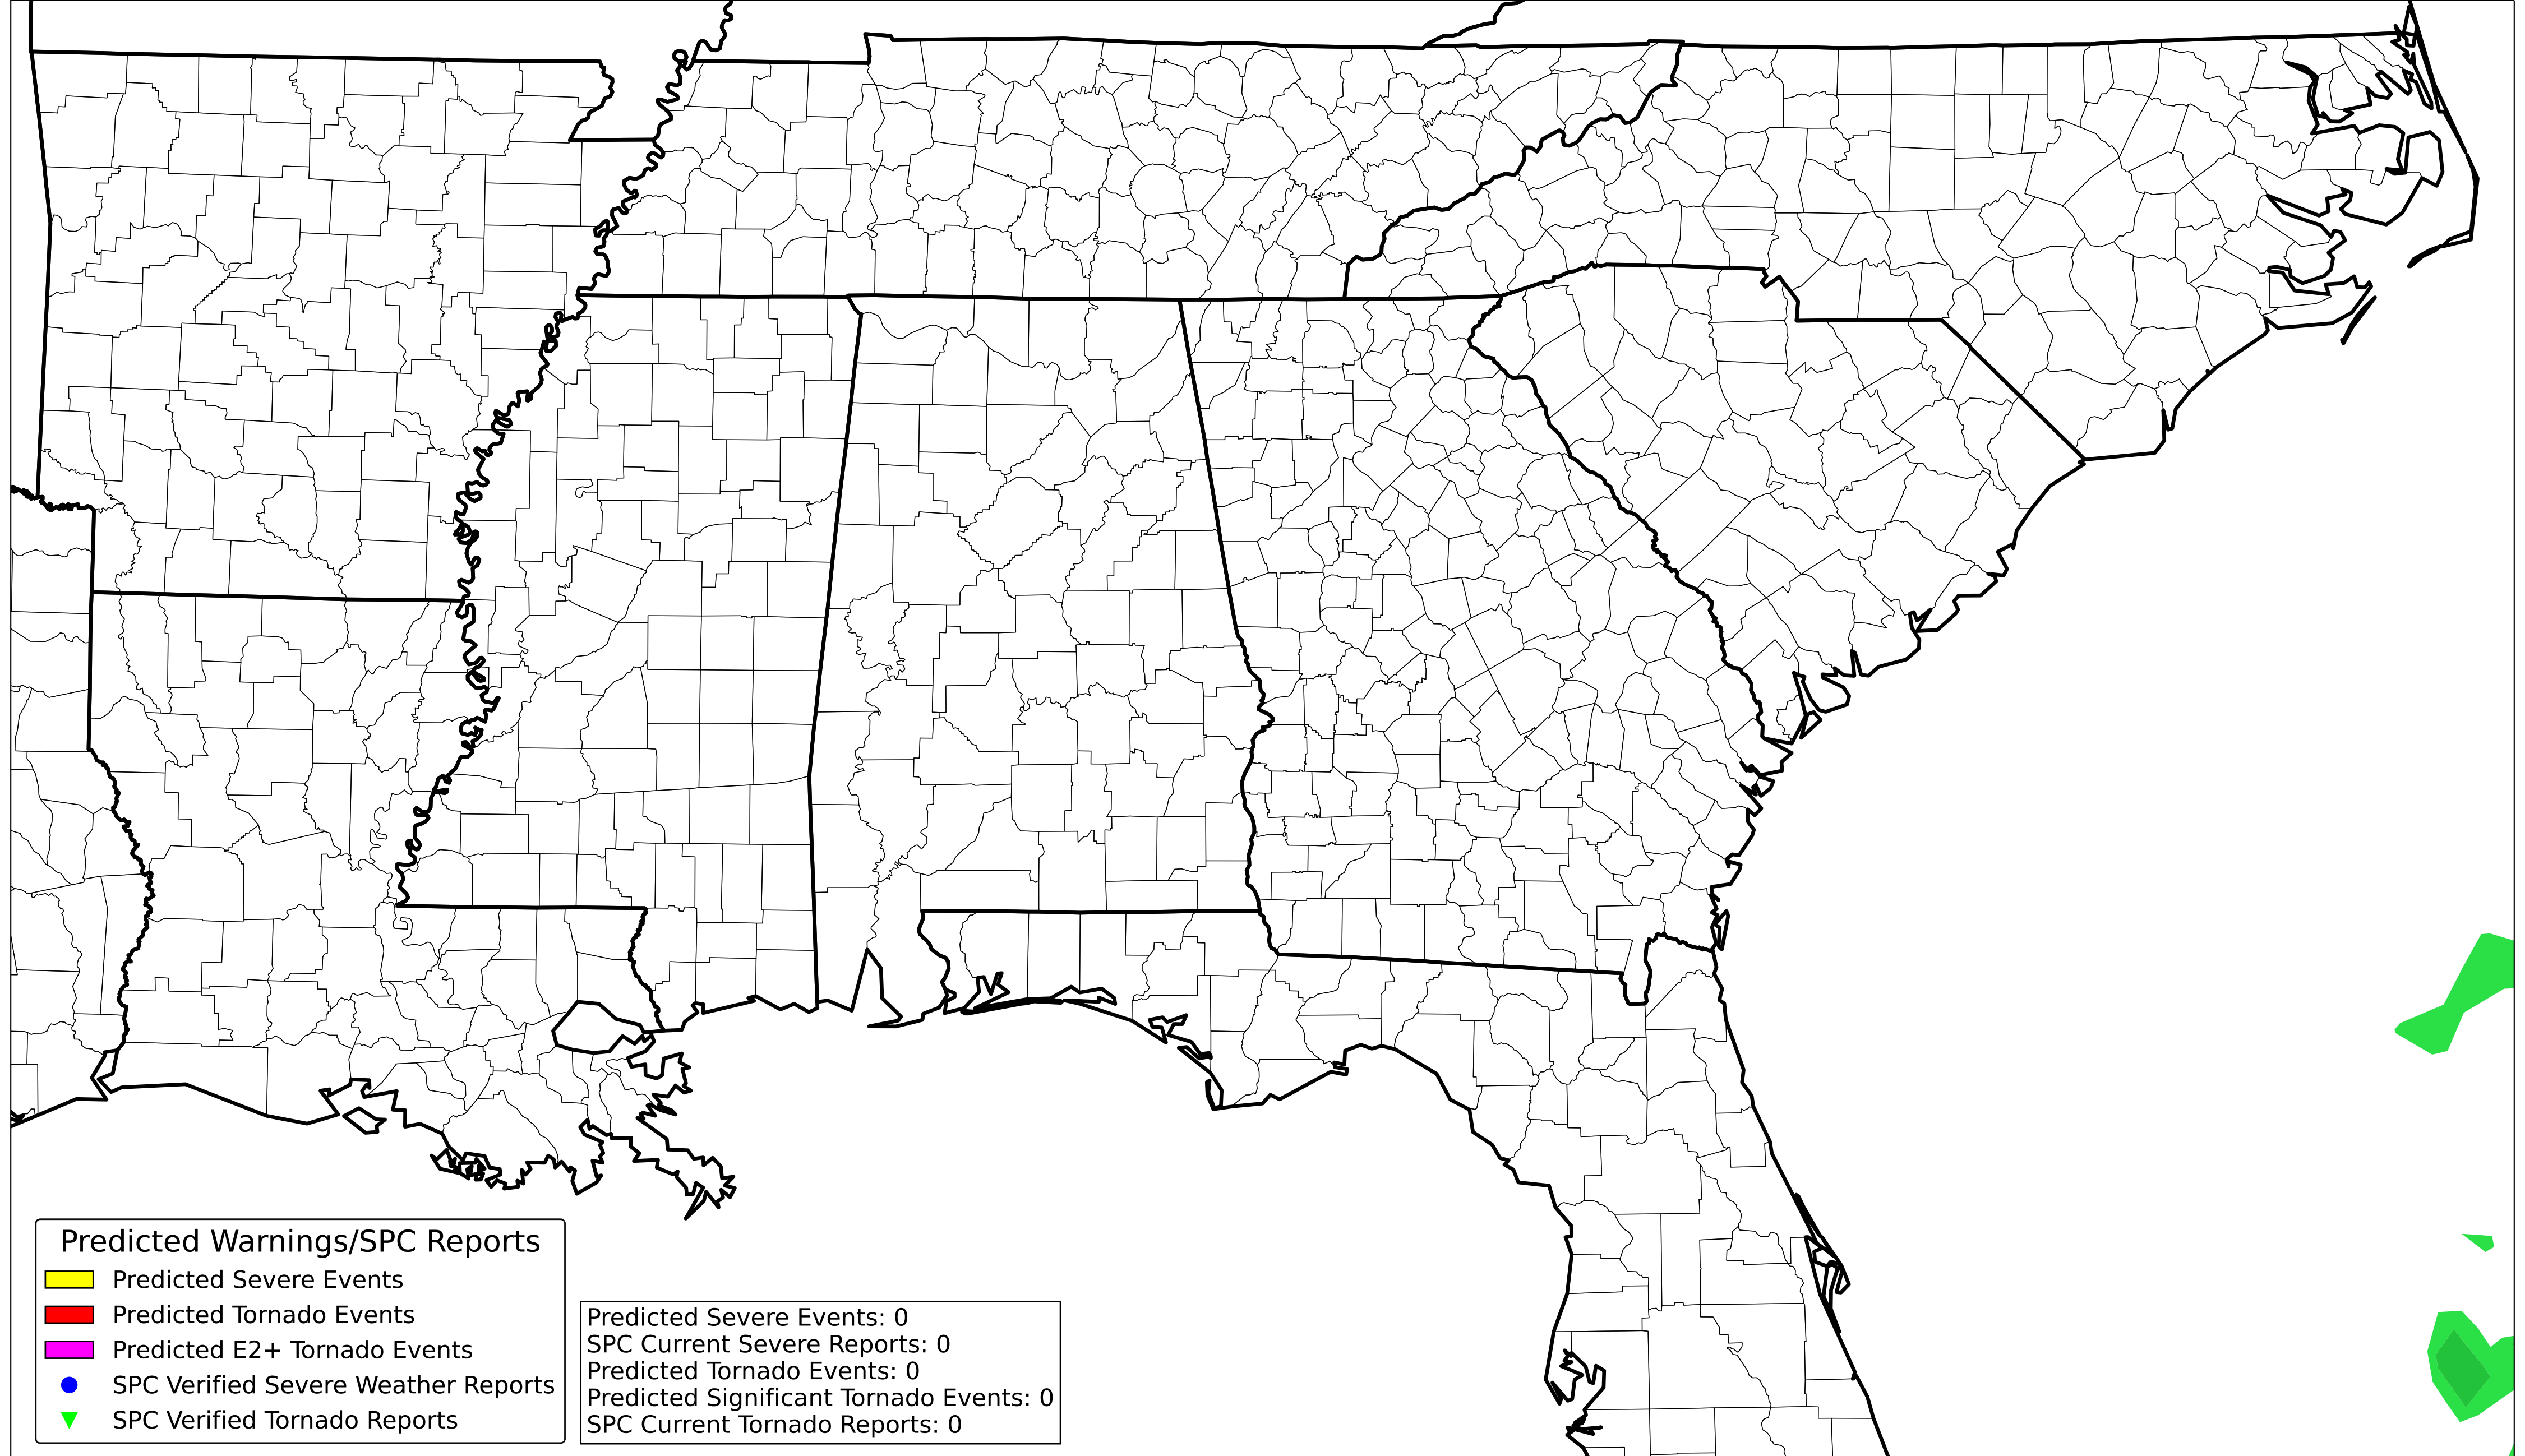 Predicted Warnings/SPC Reports
Predicted Severe Events
Predicted Tornado Events
Predicted E2+ Tornado Events
SPC Verified Severe Weather Reports
SPC Verified Tornado Reports
Predicted Severe Events: 0
SPC Current Severe Reports: 0
Predicted Tornado Events: 0
Predicted Significant Tornado Events: 0
SPC Current Tornado Reports: 0